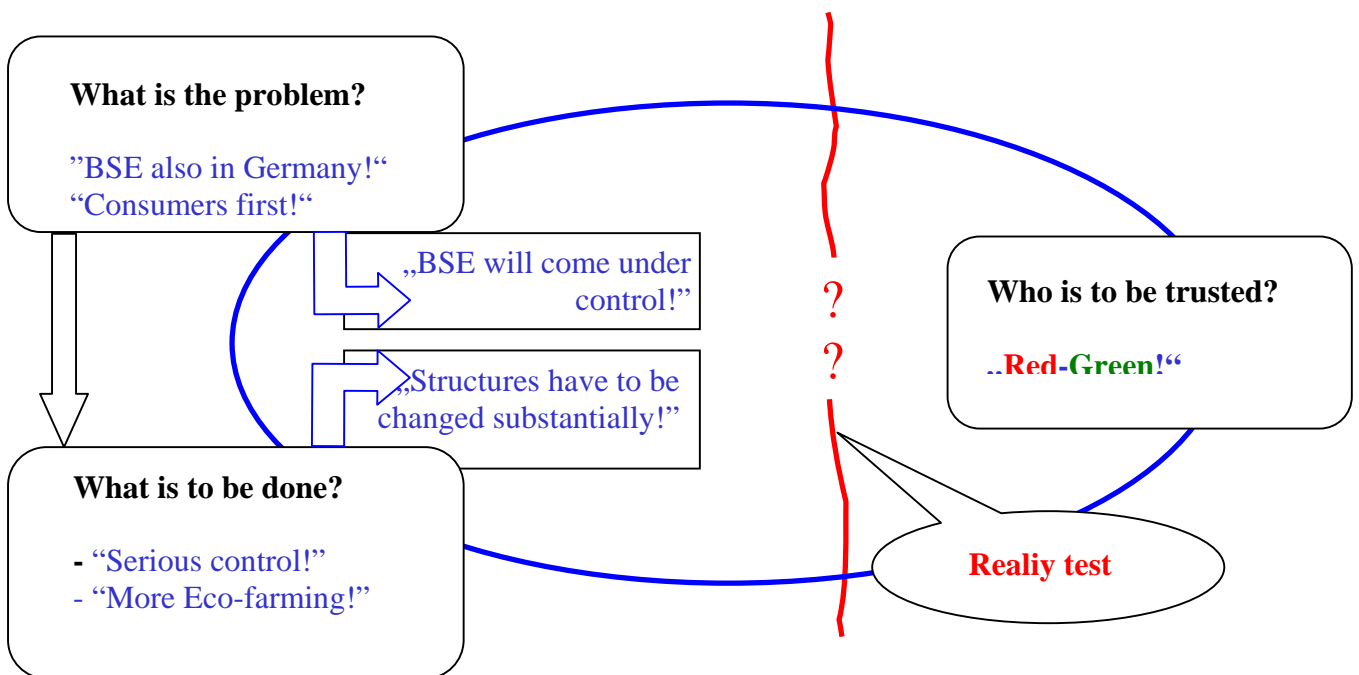 What is the problem?
”BSE also in Germany!“
“Consumers first!“
„BSE will come under
control!”
?
?
Who is to be trusted?
„Red-Green!“
„Structures have to be
changed substantially!”
What is to be done?
- “Serious control!”
- “More Eco-farming!”
Realiy test